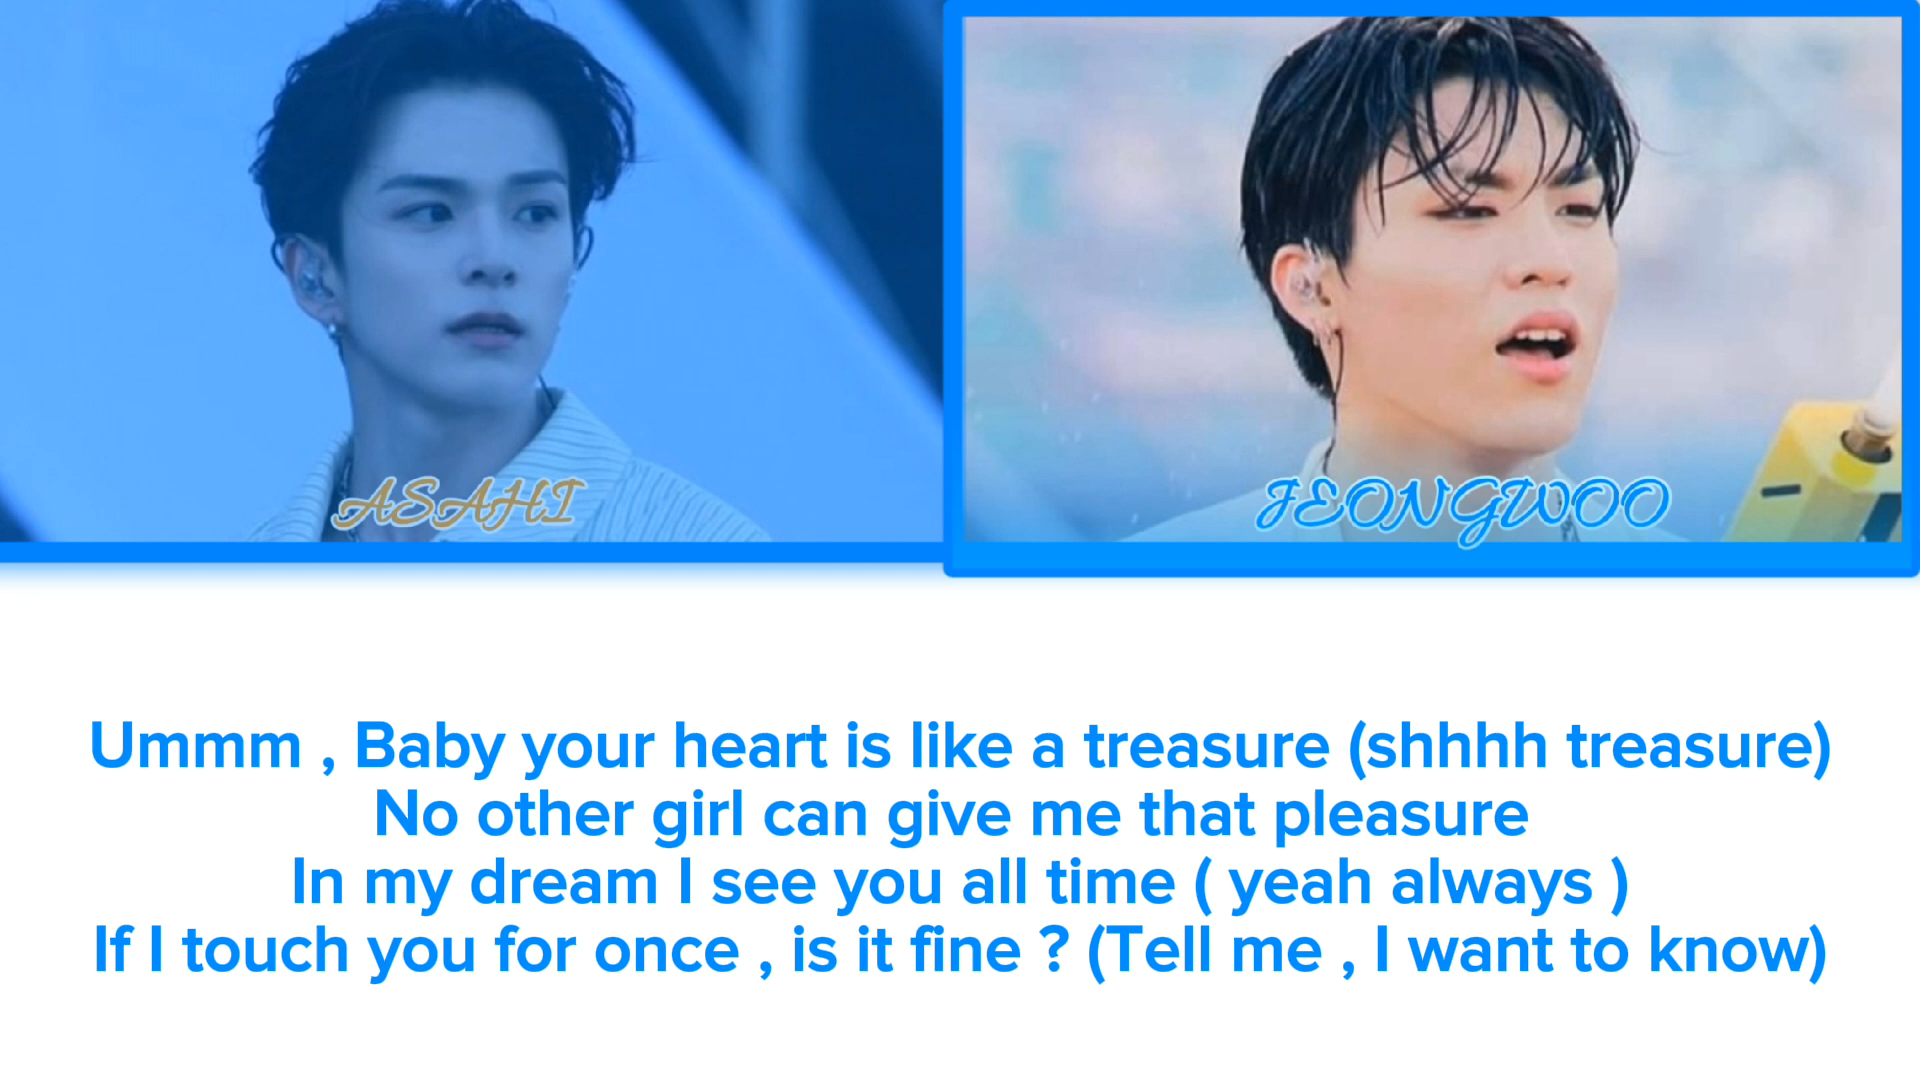 ASAHI
JEONGWOO
Ummm , Baby your heart is like a treasure (shhhh treasure)
No other girl can give me that pleasure
In my dream I see you all time ( yeah always )
If I touch you for once , is it fine ? (Tell me , I want to know)